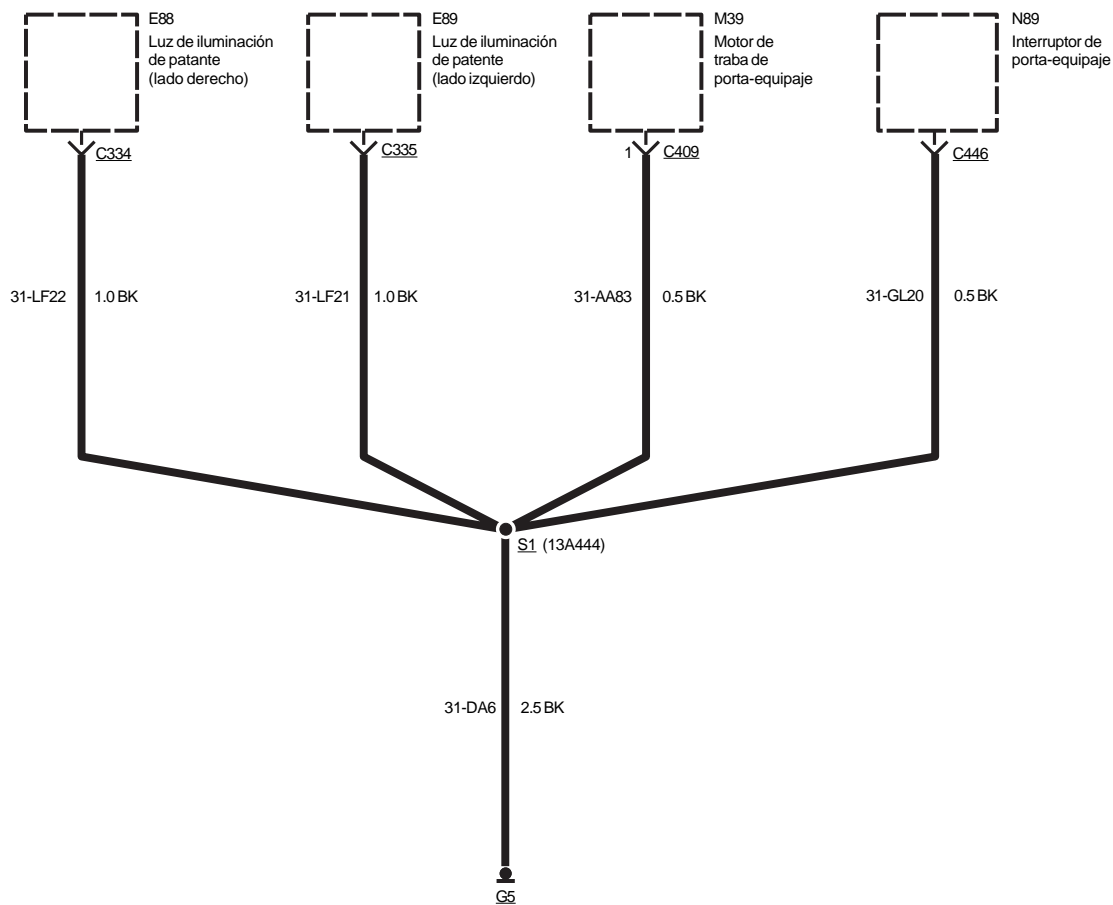 E88
Luz de iluminación
de patante
(lado derecho)
E89
Luz de iluminación
de patente
(lado izquierdo)
M39
Motor de
traba de
porta-equipaje
N89
Interruptor de
porta-equipaje
C334
C335
1 C409
C446
31-LF22 1.0 BK
31-LF21 1.0 BK
31-AA83 0.5 BK
31-GL20 0.5 BK
S1 (13A444)
31-DA6 2.5 BK
G5